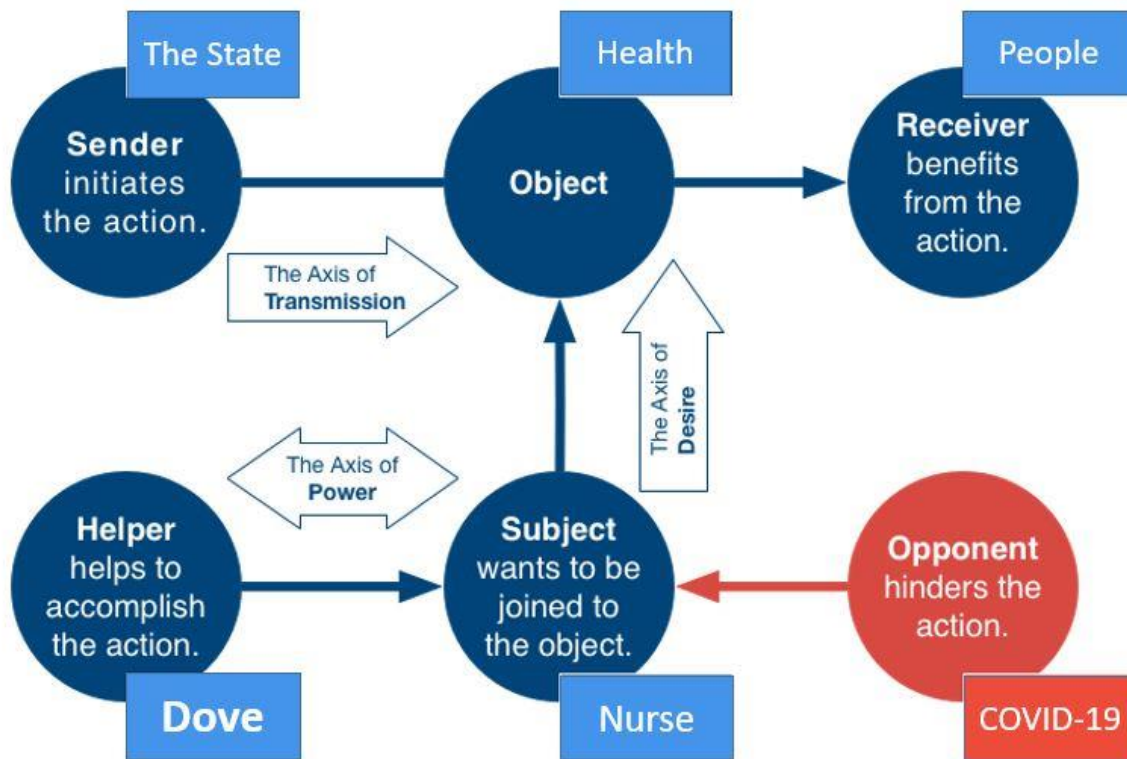 The State
Health
People
Sender
initiates
the action.
Object
Receiver
benefits
from the
action.
The Axis of
Transmission
The Axis of
Desire
The Axis of
Power
Helper
helps to
accomplish
the action.
Subject
wants to be
joined to
the object.
Opponent
hinders the
action.
Dove
Nurse
COVID-19